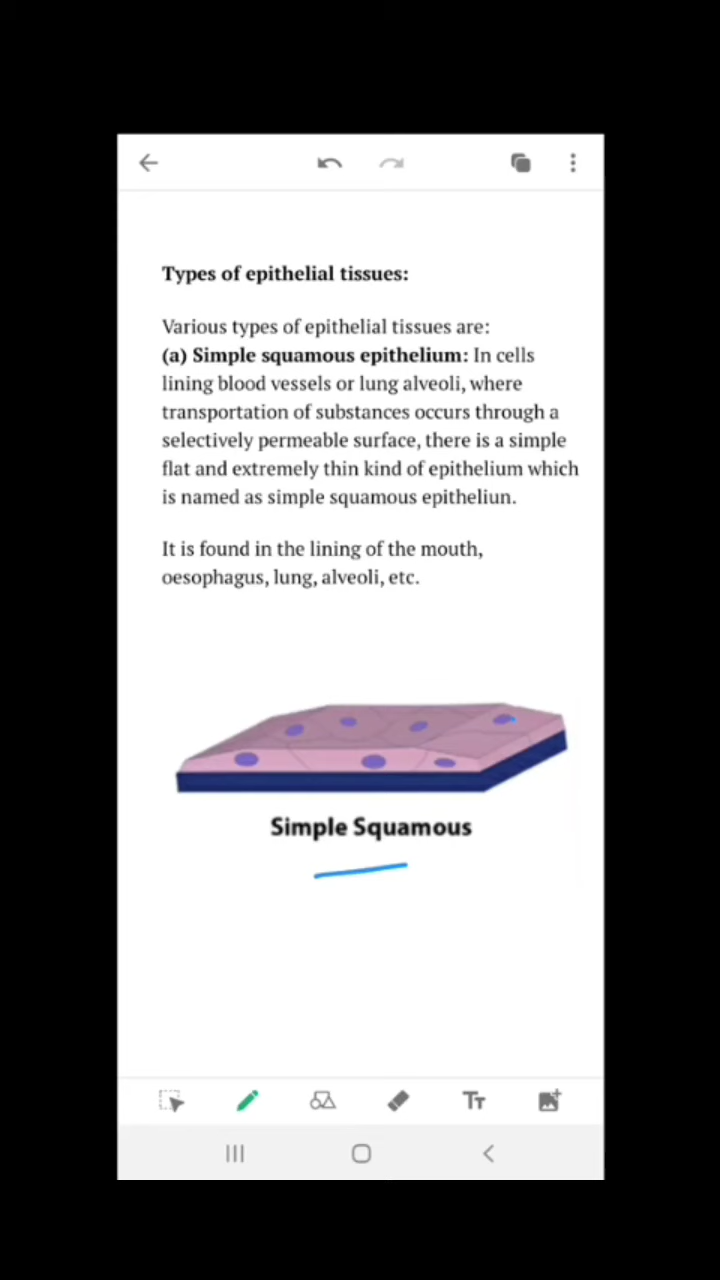 Types of epithelial tissues:
Various types of epithelial tissues are:
(a) Simple squamous epithelium: In cells
lining blood vessels or lung alveoli, where
transportation of substances occurs through a
selectively permeable surface, there is a simple
flat and extremely thin kind of epithelium which
is named as simple squamous epitheliun.
It is found in the lining of the mouth,
oesophagus, lung, alveoli, etc.
Simple Squamous
TT